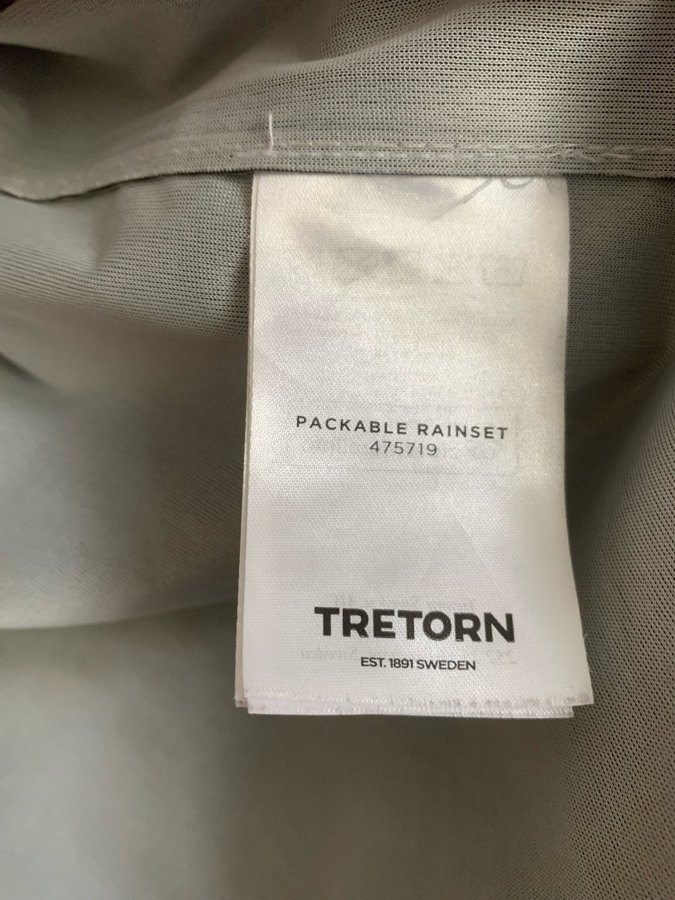 PACKABLE RAINSET
475719
TRETORN
EST. 1891 SWEDEN